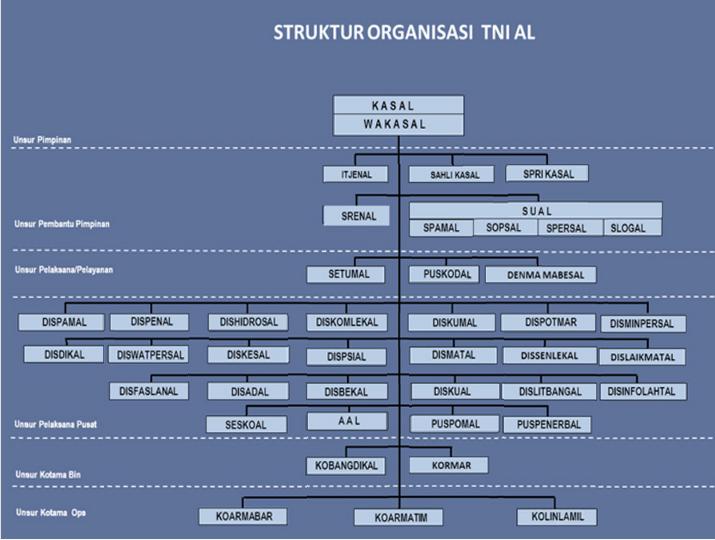 STRUKTUR ORGANISASI TNI AL
KASAL
WAKASAL
Unsur Pimpinan
ITJENAL SAHLI KASAL SPRI KASAL
SRENAL SUAL
SPAMAL SOPSAL SPERSAL SLOGAL
Unsur Pembantu Pimpinan
Unsur Pelaksana/Pelayanan
SETUMAL PUSKODAL DENMA MABESAL
DISPAMAL DISPENAL DISHIDROSAL DISKOMLEKAL DISKUMAL DISPOTMAR DISMINPERSAL
DISDIKAL DISWATPERSAL DISKESAL DISPSIAL DISMATAL DISSENLEKAL DISLAIKMATAL
DISFASLANAL DISADAL DISBEKAL DISKUAL DISLITBANGAL DISINFOLAHTAL
Unsur Pelaksana Pusat
SESKOAL AAL PUSPOMAL PUSPENERBAL
KOBANGDIKAL KORMAR
Unsur Kotama Bin
Unsur Kotama Ops
KOARMABAR KOARMATIM KOLINLAMIL